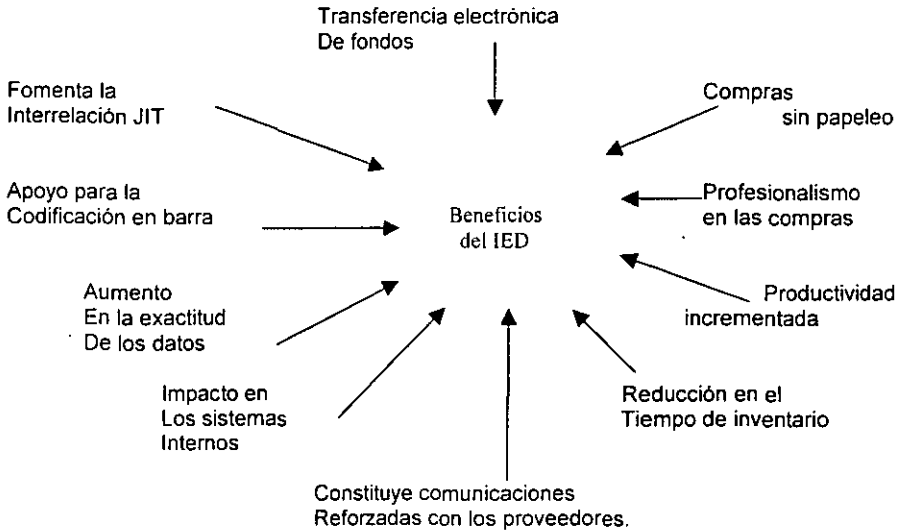 Transferencia electrónica
De fondos
Fomenta la
Interrelación JIT
Compras
sin papeleo
Apoyo para la
Codificación en barra
Beneficios
del IED
Profesionalismo
en las compras
Aumento
En la exactitud
De los datos
Productividad
incrementada
Impacto en
Los sistemas
Internos
Reducción en el
Tiempo de inventario
Constituye comunicaciones
Reforzadas con los proveedores.